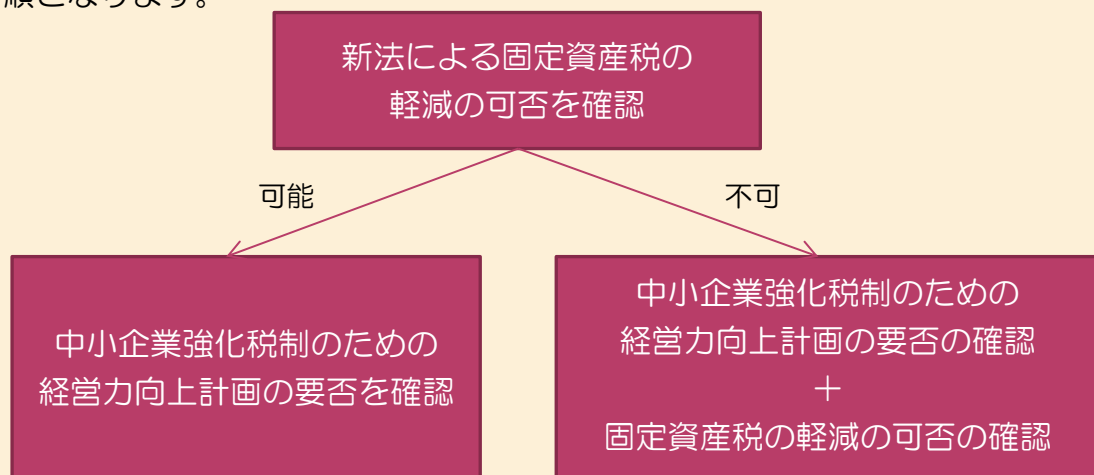 順となります。
新法による固定資産税の
軽減の可否を確認
可能
不可
中小企業強化税制のための
経営力向上計画の要否を確認
中小企業強化税制のための
経営力向上計画の要否の確認
＋
固定資産税の軽減の可否の確認